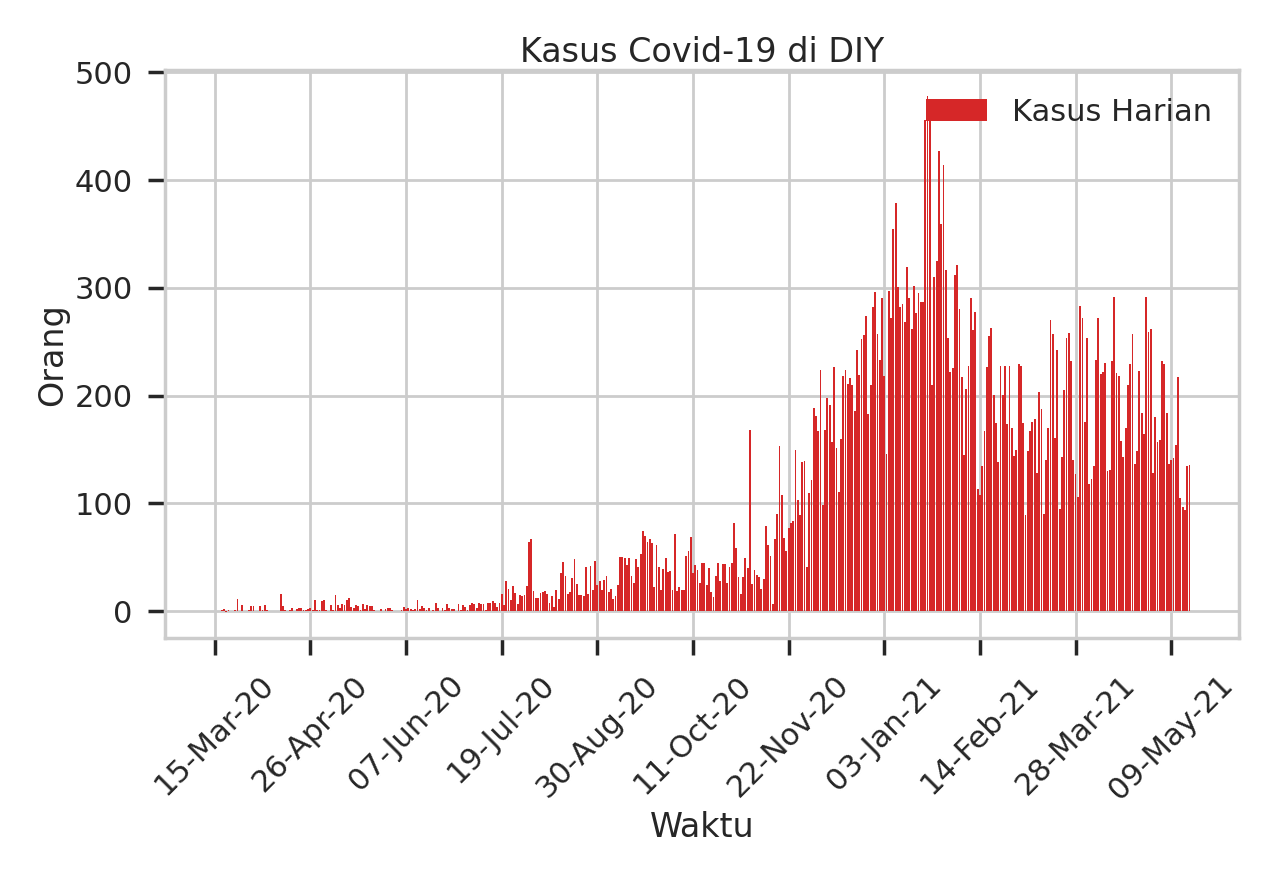 Kasus Covid-19 di DIY
Kasus Harian
Orang
500
400
300
200
100
0
15-Mar-20
26-Apr-20
07-Jun-20
19-Jul-20
30-Aug-20
11-Oct-20
22-Nov-20
03-Jan-21
14-Feb-21
28-Mar-21
09-May-21
Waktu